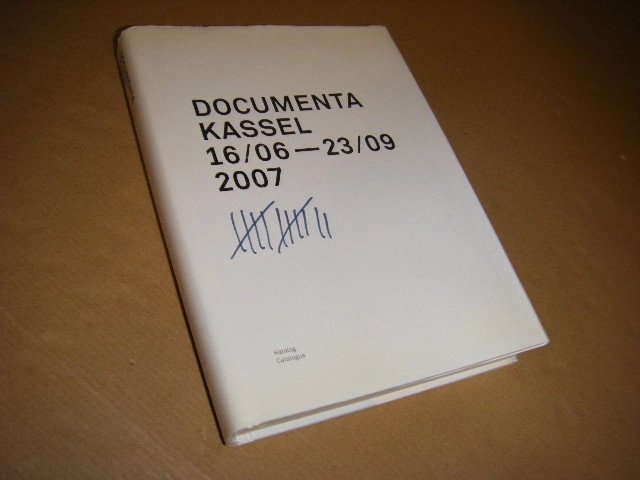 DOCUMENTA
KASSEL
16/06—23/09
2007
Katalog
Catalogue